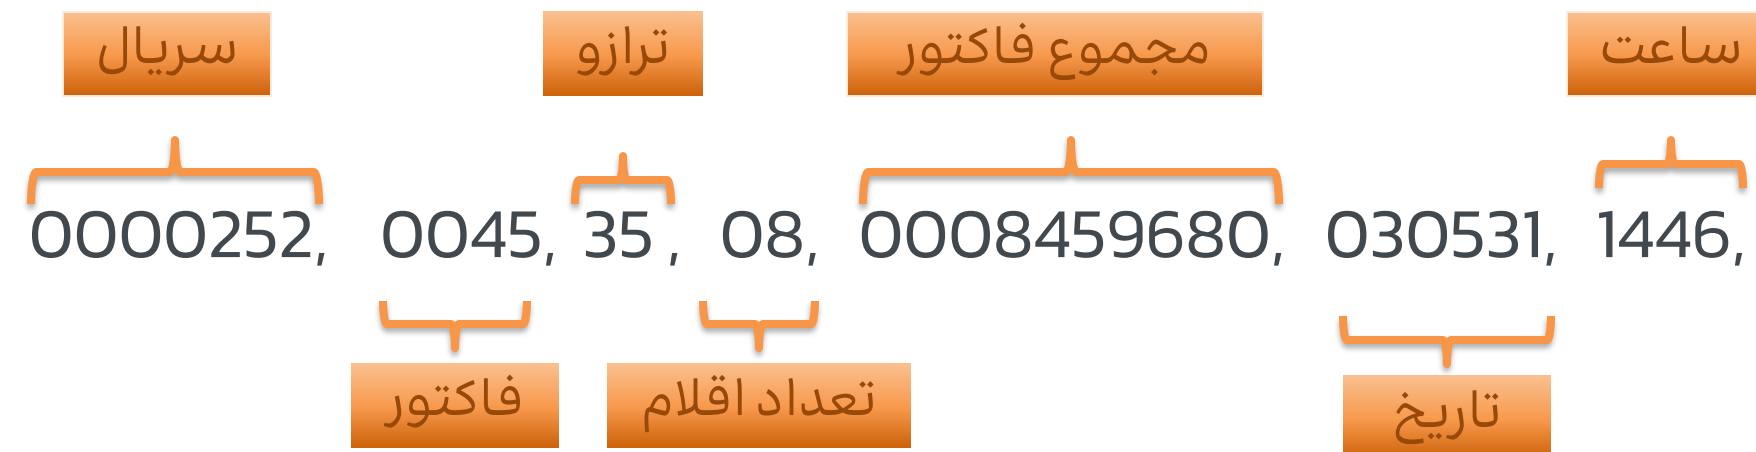 سریال ترازو مجموع فاکتور ساعت
0000252, 0045, 35 , 08, 0008459680, 030531, 1446,
فاکتور تعداد اقلام تاریخ